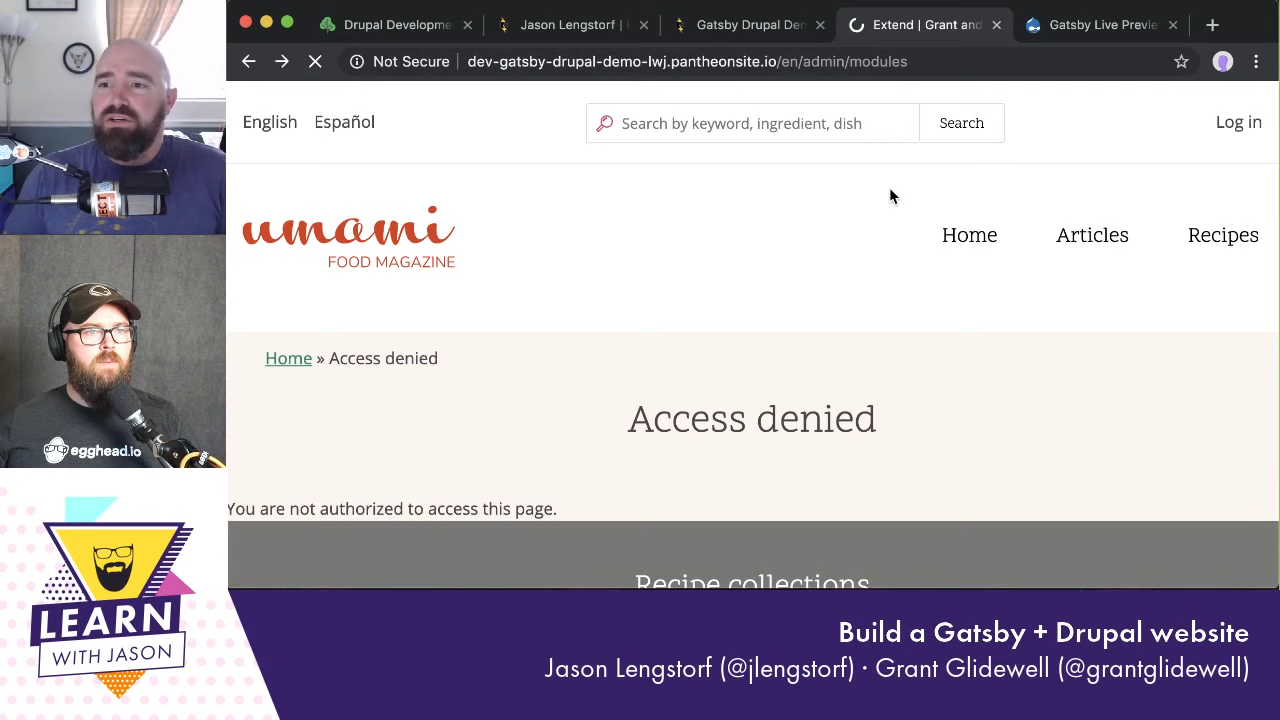 Drupal Developme
Jason Lengstorf |
Gatsby Drupal Den
Extend | Grant and
Gatsby Live Previe
Not Secure
dev-gatsby-drupal-demo-lwj.pantheonsite.io/en/admin/modules
English
Español
Search by keyword, ingredient, dish
Search
Log in
umami
FOOD MAGAZINE
Home
Articles
Recipes
Home » Access denied
Access denied
You are not authorized to access this page.
Recipe collections
egghead.io
LEARN
WITH JASON
Build a Gatsby + Drupal website
Jason Lengstorf (@jlengstorf) · Grant Glidewell (@grantglidewell)